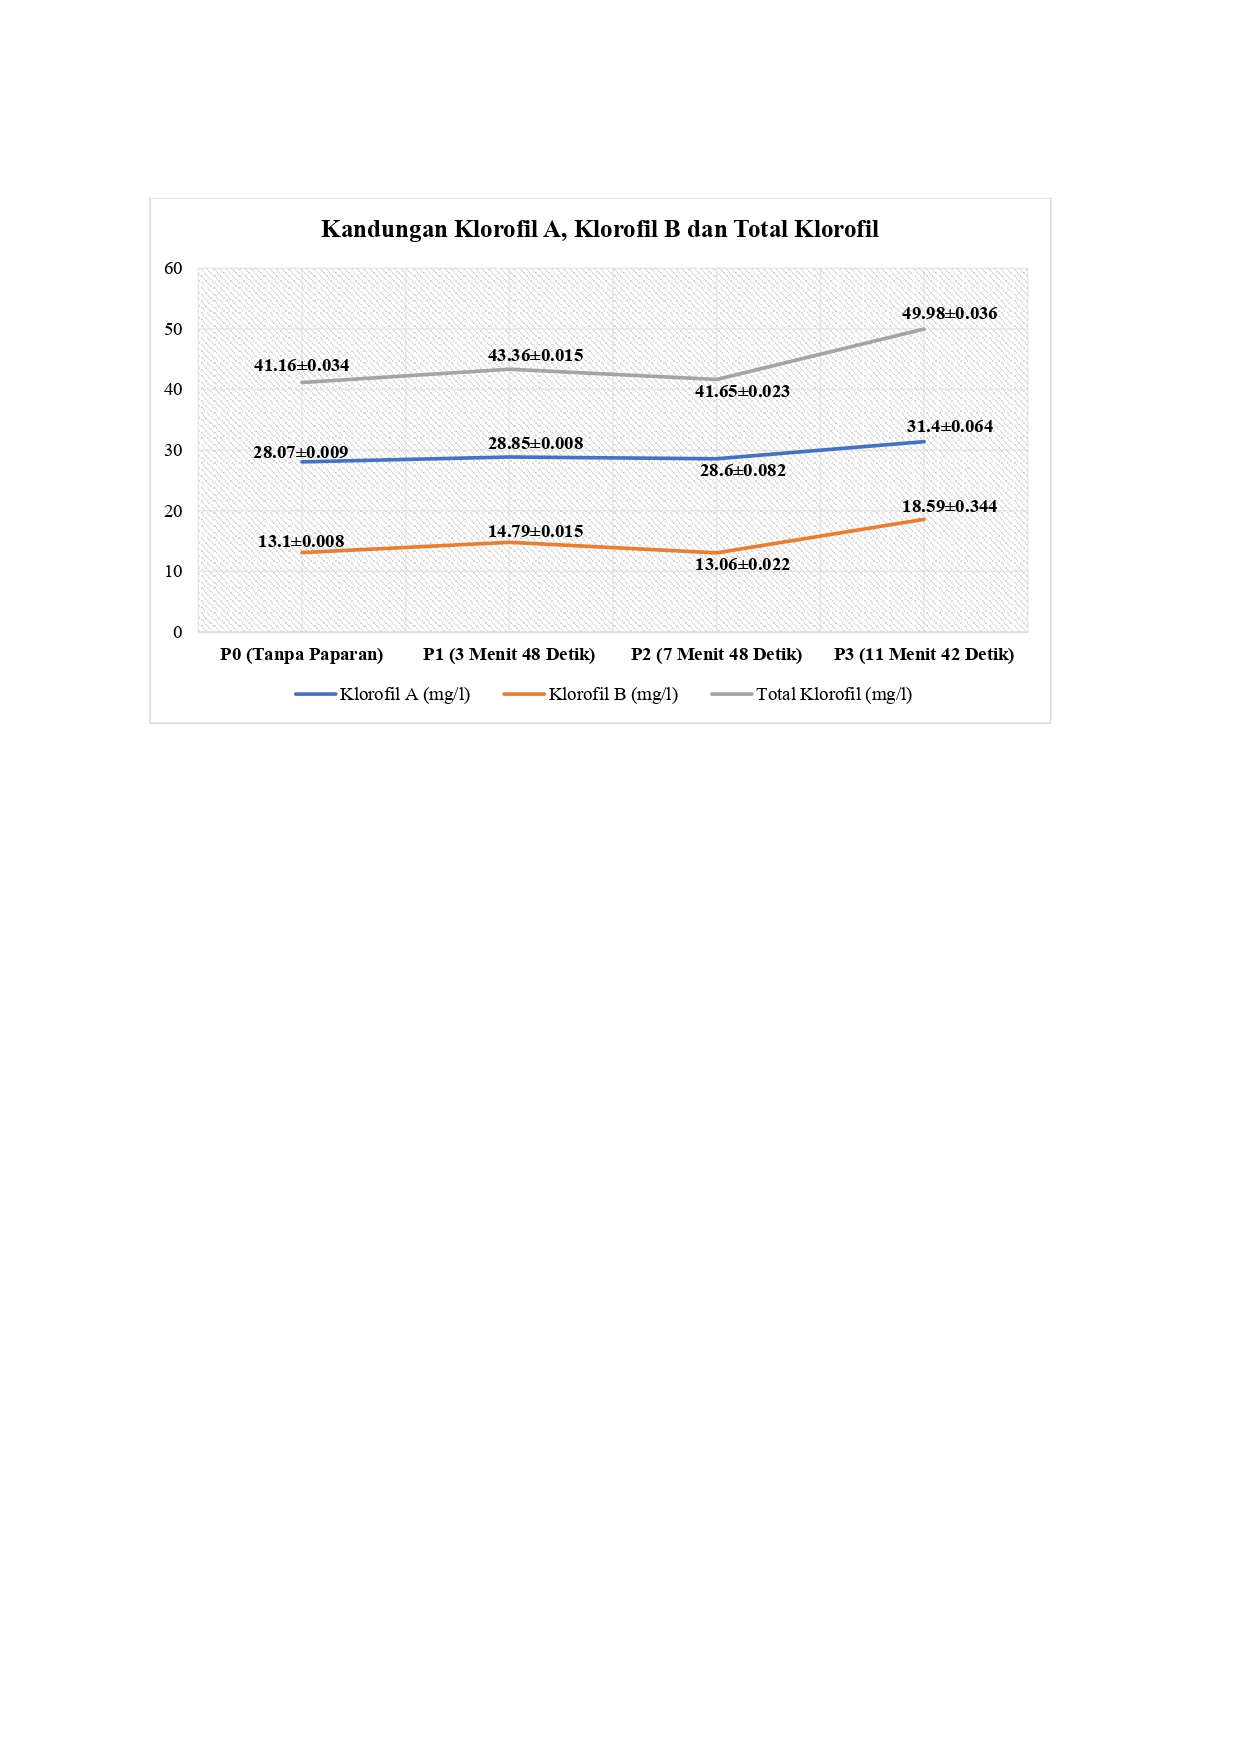 Kandungan Klorofil A, Klorofil B dan Total Klorofil
60
50
40
30
20
10
0
41.16±0.034
43.36±0.015
41.65±0.023
49.98±0.036
28.07±0.009
28.85±0.008
28.6±0.082
31.4±0.064
13.1±0.008
14.79±0.015
13.06±0.022
18.59±0.344
P0 (Tanpa Paparan)
P1 (3 Menit 48 Detik)
P2 (7 Menit 48 Detik)
P3 (11 Menit 42 Detik)
Klorofil A (mg/l)
Klorofil B (mg/l)
Total Klorofil (mg/l)